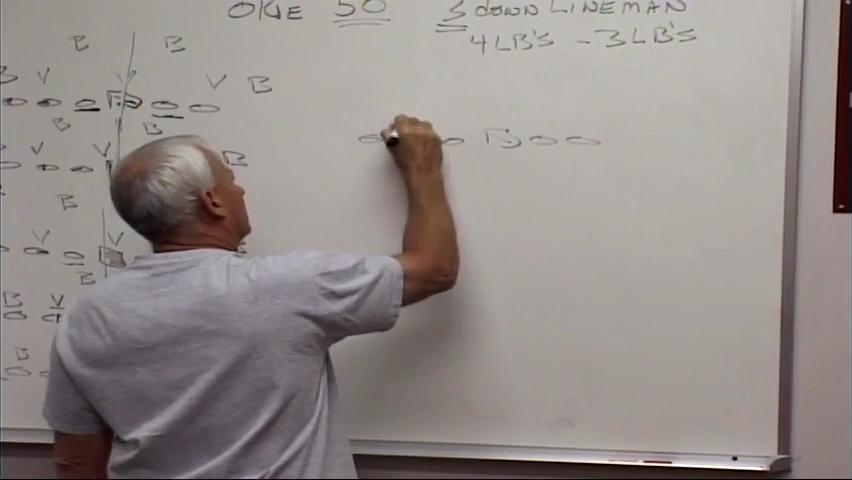 OKIE 50 3 DOWN LINEMAN
4 LB'S - 3 LB'S
B B
V V V B
B B
V V B
B
V V
B
B V
B